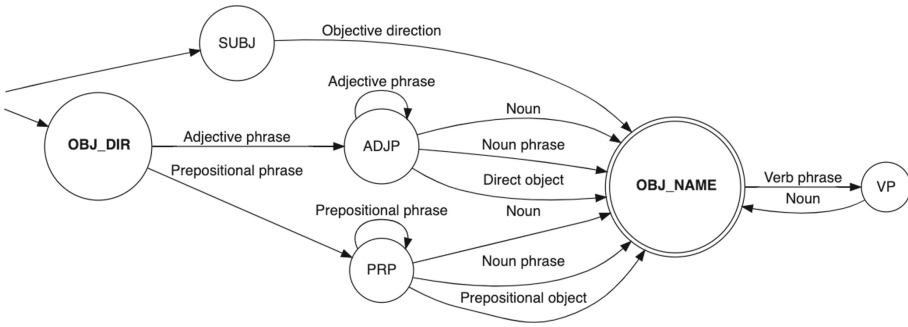 SUBJ
Objective direction
Adjective phrase
Noun
OBJ_DIR
Adjective phrase
ADJP
Noun phrase
Prepositional phrase
Direct object
OBJ_NAME
Verb phrase
VP
Noun
Prepositional phrase
Noun
PRP
Noun phrase
Prepositional object